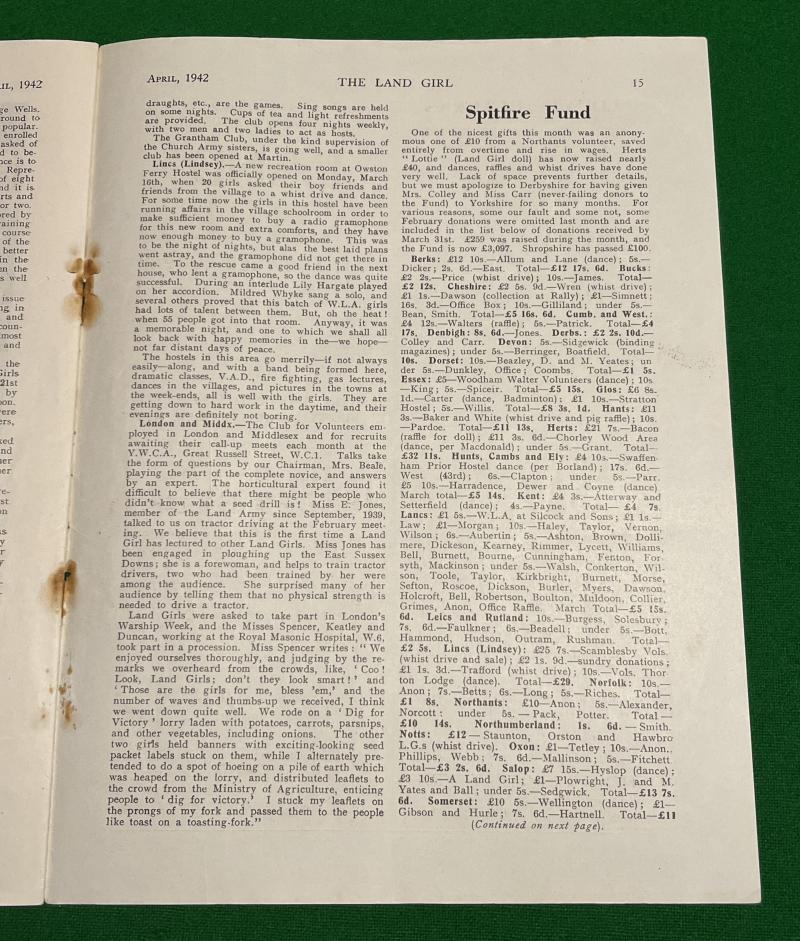 IL, 1942
ge Wells.
round to
popular.
enrolled
asked of
d to be-
nce is to
Repre-
of eight
nd it is
rts and
or two.
ored by
raining
course
of the
better
in the
en the
s well
issue
ng, in
and
coun-
most
and
the
Girls
21st
by
oon.
were
ers,
APRIL, 1942
THE LAND GIRL
15
draughts, etc., are the games. Sing songs are held
on some nights. Cups of tea and light refreshments
are provided. The club opens four nights weekly,
with two men and two ladies to act as hosts.
The Grantham Club, under the kind supervision of
the Church Army sisters, is going well, and a smaller
club has been opened at Martin.
Lincs (Lindsey).—A new recreation room at Owston
Ferry Hostel was officially opened on Monday, March
16th, when 20 girls asked their boy friends and
friends from the village to a whist drive and dance.
For some time now the girls in this hostel have been
running affairs in the village schoolroom in order to
make sufficient money to buy a radio gramophone
for this new room and extra comforts, and they have
now enough money to buy a gramophone. This was
to be the night of nights, but alas the best laid plans
went astray, and the gramophone did not get there in
time. To the rescue came a good friend in the next
house, who lent a gramophone, so the dance was quite
successful. During an interlude Lily Hargate played
on her accordion. Mildred Whyke sang a solo, and
several others proved that this batch of W.L.A. girls
had lots of talent between them. But, oh the heat!
when 55 people got into that room. Anyway, it was
a memorable night, and one to which we shall all
look back with happy memories in the—we hope—
not far distant days of peace.
The hostels in this area go merrily—if not always
easily—along, and with a band being formed here,
dramatic classes, W.A.D., fire fighting, gas lectures,
dances in the villages, and pictures in the towns at
the week-ends, all is well with the girls. They are
getting down to hard work in the daytime, and their
evenings are definitely not boring.
London and Middx.—The Club for Volunteers em-
ployed in London and Middlesex and for recruits
awaiting their call-up meets each month at the
Y.W.C.A., Great Russell Street, W.C.1. Talks take
the form of questions by our Chairman, Mrs. Beale,
playing the part of the complete novice, and answers
by an expert. The horticultural expert found it
difficult to believe that there might be people who
didn't know what a seed drill is! Miss E. Jones,
member of the Land Army since September, 1939,
talked to us on tractor driving at the February meet-
ing. We believe that this is the first time a Land
Girl has lectured to other Land Girls. Miss Jones has
been engaged in ploughing up the East Sussex
Downs; she is a forewoman, and helps to train tractor
drivers, two who had been trained by her were
among the audience. She surprised many of her
audience by telling them that no physical strength is
needed to drive a tractor.
Land Girls were asked to take part in London's
Warship Week, and the Misses Spencer, Keatley and
Duncan, working at the Royal Masonic Hospital, W.6,
took part in a procession. Miss Spencer writes: " We
enjoyed ourselves thoroughly, and judging by the re-
marks we overheard from the crowds, like, ' Coo!
Look, Land Girls; don't they look smart!' and
' Those are the girls for me, bless 'em,' and the
number of waves and thumbs-up we received, I think
we went down quite well. We rode on a ' Dig for
Victory ' lorry laden with potatoes, carrots, parsnips,
and other vegetables, including onions. The other
two girls held banners with exciting-looking seed
packet labels stuck on them, while I alternately pre-
tended to do a spot of hoeing on a pile of earth which
was heaped on the lorry, and distributed leaflets to
the crowd from the Ministry of Agriculture, enticing
people to ' dig for victory.' I stuck my leaflets on
the prongs of my fork and passed them to the people
like toast on a toasting-fork."
Spitfire Fund
One of the nicest gifts this month was an anony-
mous one of £10 from a Northants volunteer, saved
entirely from overtime and rise in wages. Herts
" Lottie " (Land Girl doll) has now raised nearly
£40, and dances, raffles and whist drives have done
very well. Lack of space prevents further details,
but we must apologize to Derbyshire for having given
Mrs. Colley and Miss Carr (never-failing donors to
the Fund) to Yorkshire for so many months. For
various reasons, some our fault and some not, some
February donations were omitted last month and are
included in the list below of donations received by
March 31st. £259 was raised during the month, and
the Fund is now £3,097. Shropshire has passed £100.
Berks: £12 10s.—Allum and Lane (dance); 5s.—
Dicker; 2s. 6d.—East. Total—£12 17s. 6d. Bucks:
£2 2s.—Price (whist drive); 10s.—James. Total—
£2 12s. Cheshire: £2 5s. 9d.—Wren (whist drive);
£1 1s.—Dawson (collection at Rally); £1—Simnett;
16s. 3d.—Office Box; 10s.—Gilliland; under 5s.—
Bean, Smith. Total—£5 16s. 6d. Cumb. and West.:
£4 12s.—Walters (raffle); 5s.—Patrick. Total—£4
17s. Denbigh: 8s. 6d.—Jones. Derbs.: £2 2s. 10d.—
Colley and Carr. Devon: 5s.—Sidgewick (binding
magazines); under 5s.—Berringer, Boatfield. Total—
10s. Dorset: 10s.—Beazley, D. and M. Yeates; un
der 5s.—Dunkley, Office; Coombs. Total—£1 5s.
Essex: £5—Woodham Walter Volunteers (dance); 10s
—King; 5s.—Spiceir. Total—£5 15s. Glos: £6 8s.
1d.—Carter (dance, Badminton); £1 10s.—Stratton
Hostel; 5s.—Willis. Total—£8 3s. 1d. Hants: £11
3s.—Baker and White (whist drive and pig raffle); 10s.
—Pardoe. Total—£11 13s. Herts: £21 7s.—Bacon
(raffle for doll); £11 3s. 6d.—Chorley Wood Area
(dance, per Macdonald); under 5s.—Grant. Total—
£32 11s. Hunts, Cambs and Ely: £4 10s.—Swaffen-
ham Prior Hostel dance (per Borland); 17s. 6d.—
West (43rd); 6s.—Clapton; under 5s.—Parr.
£5 10s.—Harradence, Dewer and Coyne (dance)
March total—£5 14s. Kent: £4 3s.—Atterway and
Setterfield (dance); 4s.—Payne. Total—£4 7s.
Lancs: £1 5s.—W.L.A. at Silcock and Sons; £1 1s.—
Law; £1—Morgan; 10s.—Haley, Taylor, Vernon,
Wilson; 6s.—Aubertin; 5s.—Ashton, Brown, Dolli-
mere, Dickeson, Kearney, Rimmer, Lycett, Williams,
Bell, Burnett, Bourne, Cunningham, Fenton, For-
syth, Mackinson; under 5s.—Walsh, Conkerton, Wil-
son, Toole, Taylor, Kirkbright, Burnett, Morse,
Sefton, Roscoe, Dickson, Burler, Myers, Dawson,
Holcroft, Bell, Robertson, Boulton, Muldoon, Collier,
Grimes, Anon, Office Raffle. March Total—£5 15s.
6d. Leics and Rutland: 10s.—Burgess, Solesbury;
7s. 6d.—Faulkner; 6s.—Beadell; under 5s.—Bott,
Hammond, Hudson, Outram, Rushman. Total—
£2 5s. Lincs (Lindsey): £25 7s.—Scamblesby Vols.
(whist drive and sale); £2 1s. 9d.—sundry donations;
£1 1s. 3d.—Trafford (whist drive); 10s.—Vols. Thor
ton Lodge (dance). Total—£29. Norfolk: 10s.—
Anon; 7s.—Betts; 6s.—Long; 5s.—Riches. Total—
£1 8s. Northants: £10—Anon; 5s.—Alexander,
Norcott; under 5s.—Pack, Potter. Total—
£10 14s. Northumberland: 1s. 6d.—Smith.
Notts: £12—Staunton, Orston and Hawbro
L.G.s (whist drive). Oxon: £1—Tetley; 10s.—Anon.,
Phillips, Webb; 7s. 6d.—Mallinson; 5s.—Fitchett
Total—£3 2s. 6d. Salop: £7 15s.—Hyslop (dance);
£3 10s.—A Land Girl; £1—Plowright, J. and M.
Yates and Ball; under 5s.—Sedgwick. Total—£13 7s.
6d. Somerset: £10 5s.—Wellington (dance); £1—
Gibson and Hurle; 7s. 6d.—Hartnell. Total—£11
(Continued on next page).